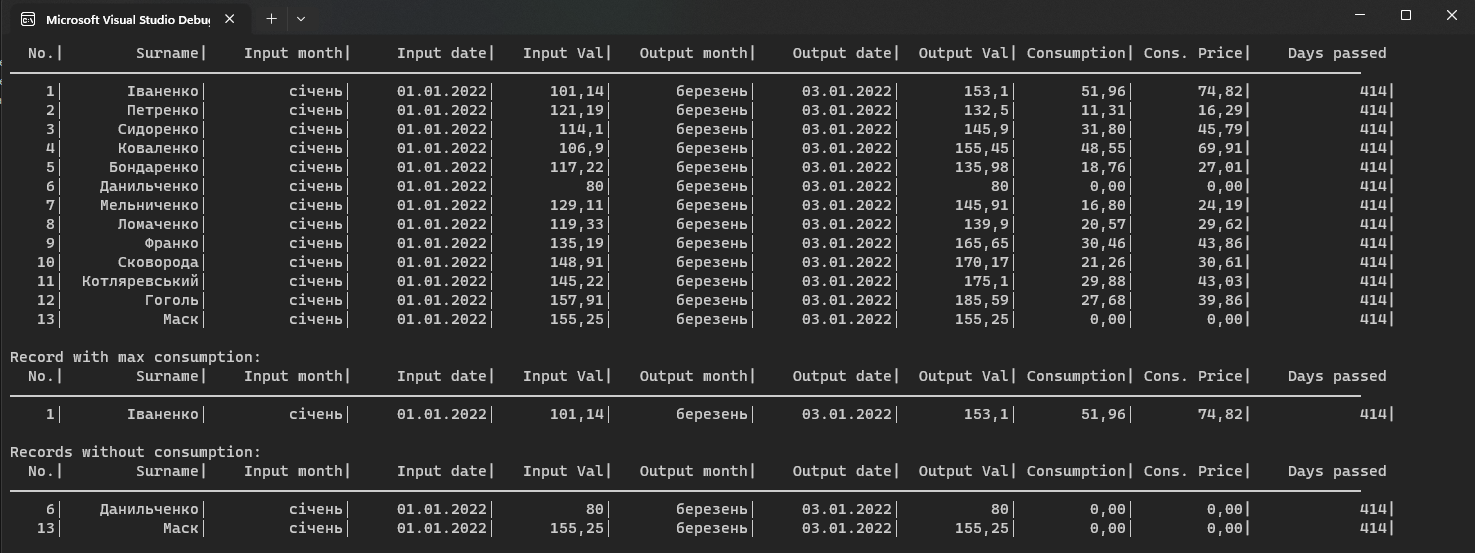 Microsoft Visual Studio Debug
No.| Surname| Input month| Input date| Input Val| Output month| Output date| Output Val| Consumption| Cons. Price| Days passed
1| Іваненко| січень| 01.01.2022| 101,14| березень| 03.01.2022| 153,1| 51,96| 74,82| 414|
2| Петренко| січень| 01.01.2022| 121,19| березень| 03.01.2022| 132,5| 11,31| 16,29| 414|
3| Сидоренко| січень| 01.01.2022| 114,1| березень| 03.01.2022| 145,9| 31,80| 45,79| 414|
4| Коваленко| січень| 01.01.2022| 106,9| березень| 03.01.2022| 155,45| 48,55| 69,91| 414|
5| Бондаренко| січень| 01.01.2022| 117,22| березень| 03.01.2022| 135,98| 18,76| 27,01| 414|
6| Данильченко| січень| 01.01.2022| 80| березень| 03.01.2022| 80| 0,00| 0,00| 414|
7| Мельниченко| січень| 01.01.2022| 129,11| березень| 03.01.2022| 145,91| 16,80| 24,19| 414|
8| Ломаченко| січень| 01.01.2022| 119,33| березень| 03.01.2022| 139,9| 20,57| 29,62| 414|
9| Франко| січень| 01.01.2022| 135,19| березень| 03.01.2022| 165,65| 30,46| 43,86| 414|
10| Сковорода| січень| 01.01.2022| 148,91| березень| 03.01.2022| 170,17| 21,26| 30,61| 414|
11| Котляревський| січень| 01.01.2022| 145,22| березень| 03.01.2022| 175,1| 29,88| 43,03| 414|
12| Гоголь| січень| 01.01.2022| 157,91| березень| 03.01.2022| 185,59| 27,68| 39,86| 414|
13| Маск| січень| 01.01.2022| 155,25| березень| 03.01.2022| 155,25| 0,00| 0,00| 414|
Record with max consumption:
No.| Surname| Input month| Input date| Input Val| Output month| Output date| Output Val| Consumption| Cons. Price| Days passed
1| Іваненко| січень| 01.01.2022| 101,14| березень| 03.01.2022| 153,1| 51,96| 74,82| 414|
Records without consumption:
No.| Surname| Input month| Input date| Input Val| Output month| Output date| Output Val| Consumption| Cons. Price| Days passed
6| Данильченко| січень| 01.01.2022| 80| березень| 03.01.2022| 80| 0,00| 0,00| 414|
13| Маск| січень| 01.01.2022| 155,25| березень| 03.01.2022| 155,25| 0,00| 0,00| 414|